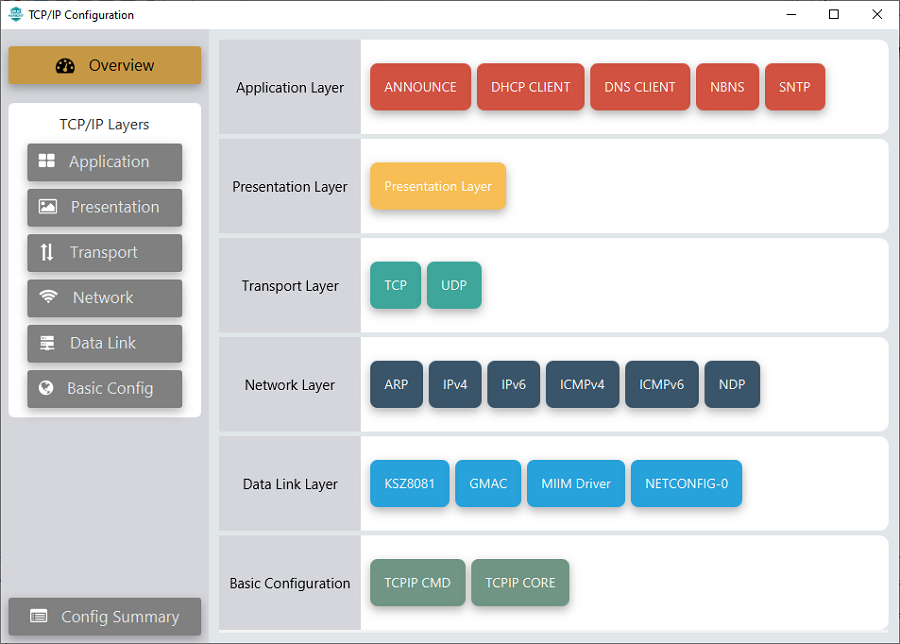 TCP/IP Configuration
Overview
TCP/IP Layers
Application
Presentation
Transport
Network
Data Link
Basic Config
Config Summary
Application Layer
ANNOUNCE
DHCP CLIENT
DNS CLIENT
NBNS
SNTP
Presentation Layer
Presentation Layer
Transport Layer
TCP
UDP
Network Layer
ARP
IPv4
IPv6
ICMPv4
ICMPv6
NDP
Data Link Layer
KSZ8081
GMAC
MIIM Driver
NETCONFIG-0
Basic Configuration
TCPIP CMD
TCPIP CORE